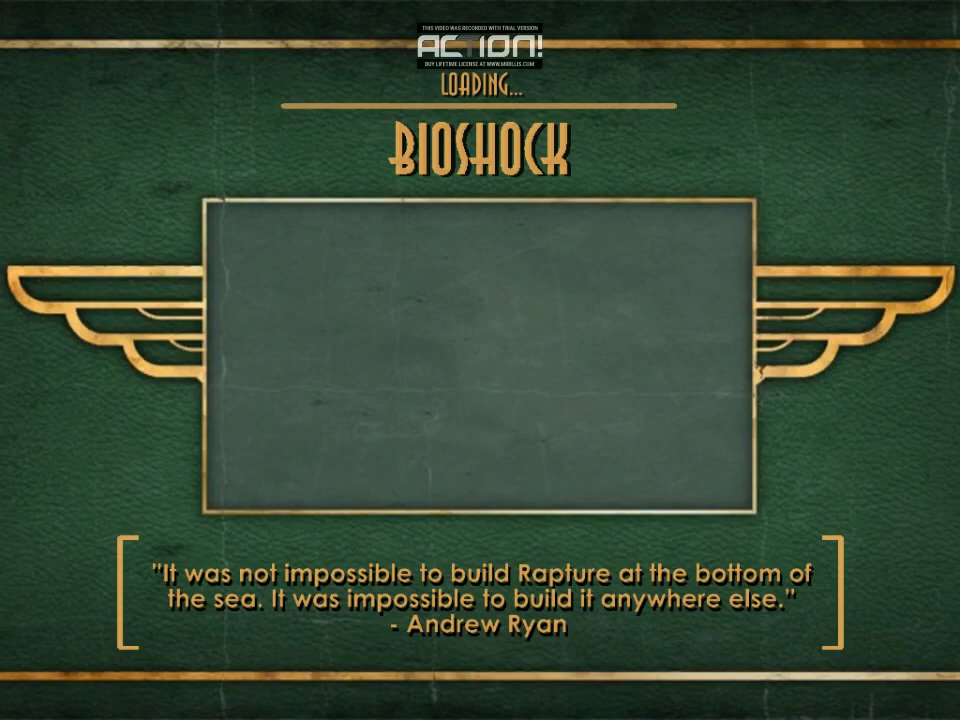 THIS VIDEO WAS RECORDED WITH TRIAL VERSION
ACTION!
BUY LIFETIME LICENSE AT WWW.MIRILLIS.COM
LOADING...
BIOSHOCK
"It was not impossible to build Rapture at the bottom of
the sea. It was impossible to build it anywhere else."
- Andrew Ryan